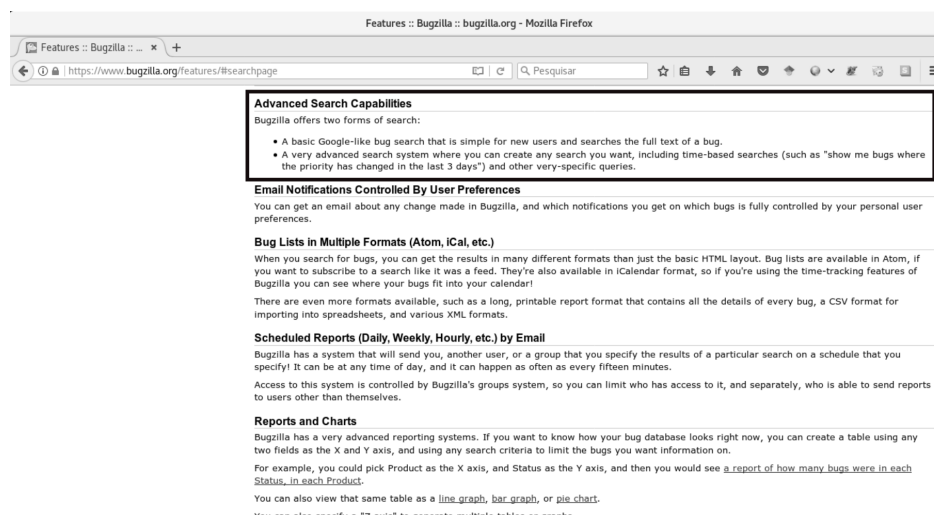 Features :: Bugzilla :: bugzilla.org - Mozilla Firefox
Features :: Bugzilla :: ... × +
https://www.bugzilla.org/features/#searchpage
Pesquisar
Advanced Search Capabilities
Bugzilla offers two forms of search:
• A basic Google-like bug search that is simple for new users and searches the full text of a bug.
• A very advanced search system where you can create any search you want, including time-based searches (such as "show me bugs where
the priority has changed in the last 3 days") and other very-specific queries.
Email Notifications Controlled By User Preferences
You can get an email about any change made in Bugzilla, and which notifications you get on which bugs is fully controlled by your personal user
preferences.
Bug Lists in Multiple Formats (Atom, iCal, etc.)
When you search for bugs, you can get the results in many different formats than just the basic HTML layout. Bug lists are available in Atom, if
you want to subscribe to a search like it was a feed. They're also available in iCalendar format, so if you're using the time-tracking features of
Bugzilla you can see where your bugs fit into your calendar!
There are even more formats available, such as a long, printable report format that contains all the details of every bug, a CSV format for
importing into spreadsheets, and various XML formats.
Scheduled Reports (Daily, Weekly, Hourly, etc.) by Email
Bugzilla has a system that will send you, another user, or a group that you specify the results of a particular search on a schedule that you
specify! It can be at any time of day, and it can happen as often as every fifteen minutes.
Access to this system is controlled by Bugzilla's groups system, so you can limit who has access to it, and separately, who is able to send reports
to users other than themselves.
Reports and Charts
Bugzilla has a very advanced reporting systems. If you want to know how your bug database looks right now, you can create a table using any
two fields as the X and Y axis, and using any search criteria to limit the bugs you want information on.
For example, you could pick Product as the X axis, and Status as the Y axis, and then you would see a report of how many bugs were in each
Status, in each Product.
You can also view that same table as a line graph, bar graph, or pie chart.
You can also specify a "Z axis" to generate multiple tables or graphs.